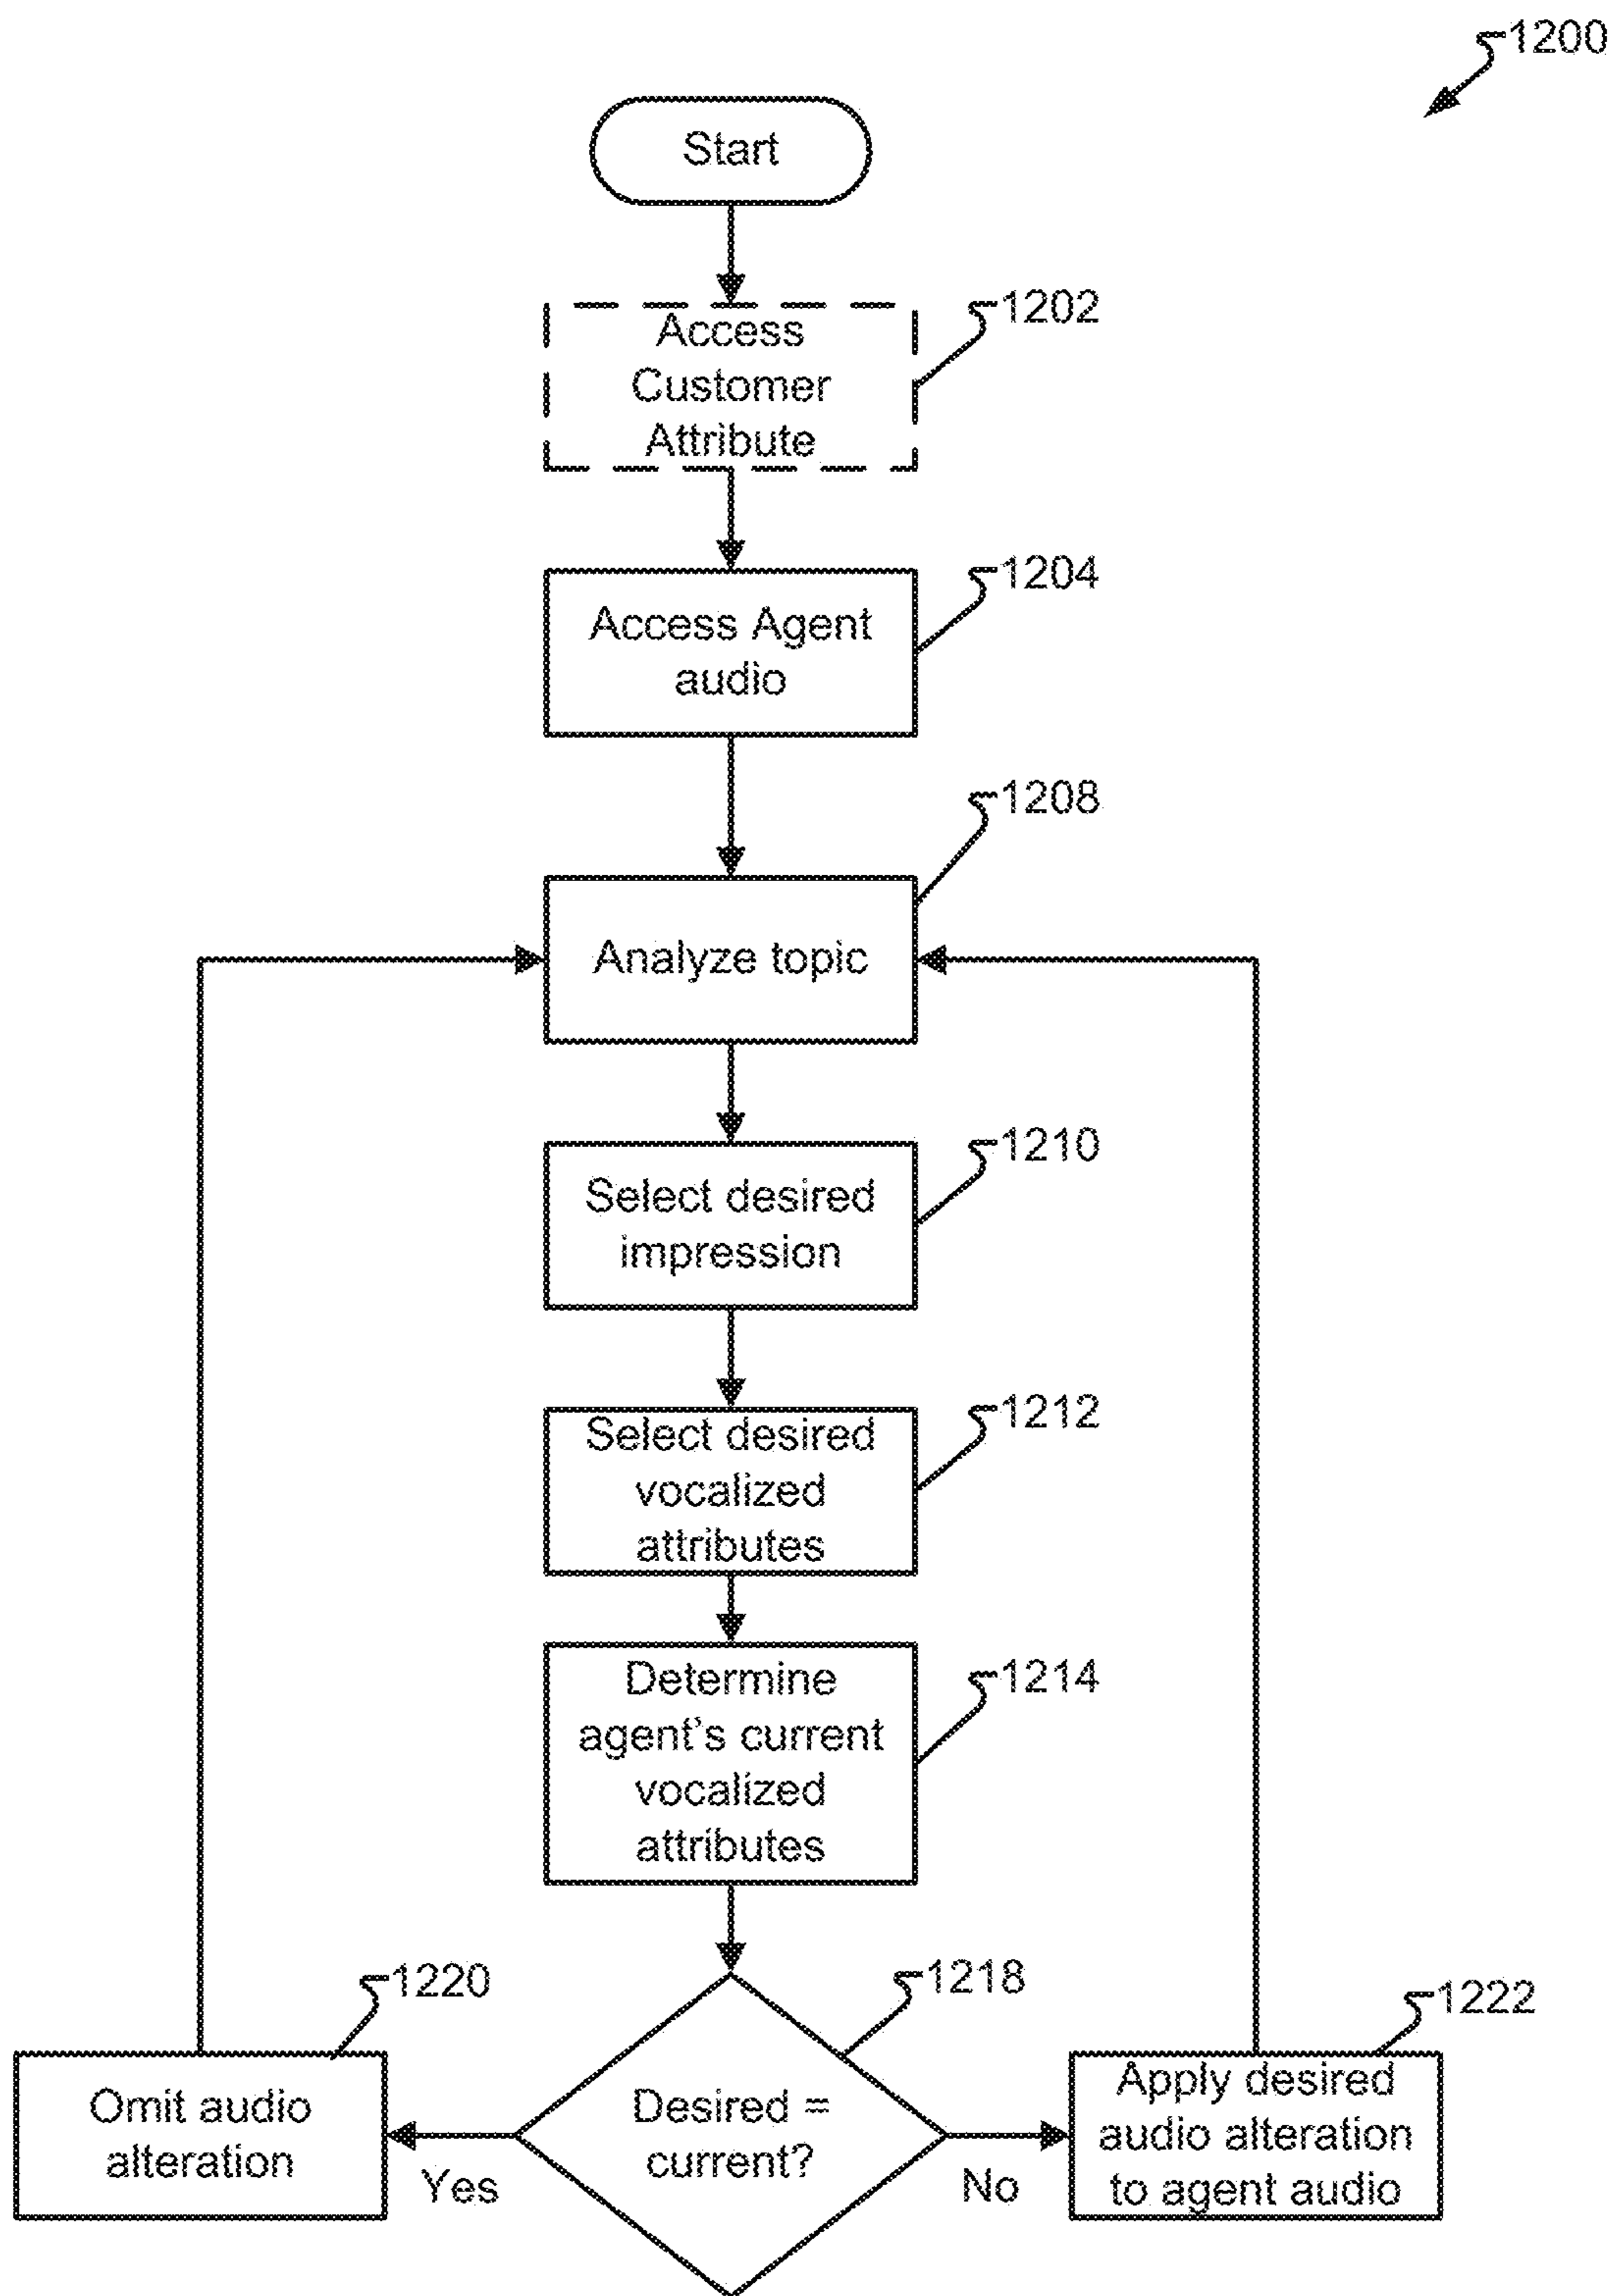 1200
Start
Access
Customer
Attribute
1202
Access Agent
audio
1204
1208
Analyze topic
1210
Select desired
impression
1212
Select desired
vocalized
attributes
Determine
agent's current
vocalized
attributes
1214
1220
1218
1222
Omit audio
alteration
Yes
Desired =
current?
No
Apply desired
audio alteration
to agent audio